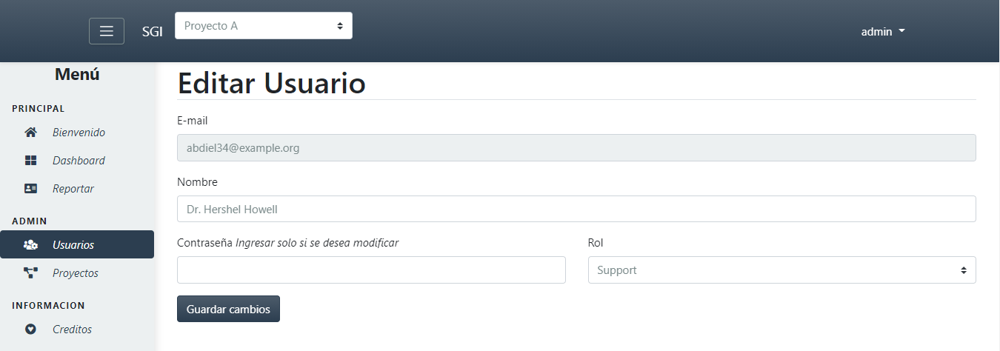 SGI
Proyecto A
admin
Menú
PRINCIPAL
Bienvenido
Dashboard
Reportar
ADMIN
Usuarios
Proyectos
INFORMACION
Creditos
Editar Usuario
E-mail
abdiel34@example.org
Nombre
Dr. Hershel Howell
Contraseña Ingresar solo si se desea modificar
Rol
Support
Guardar cambios